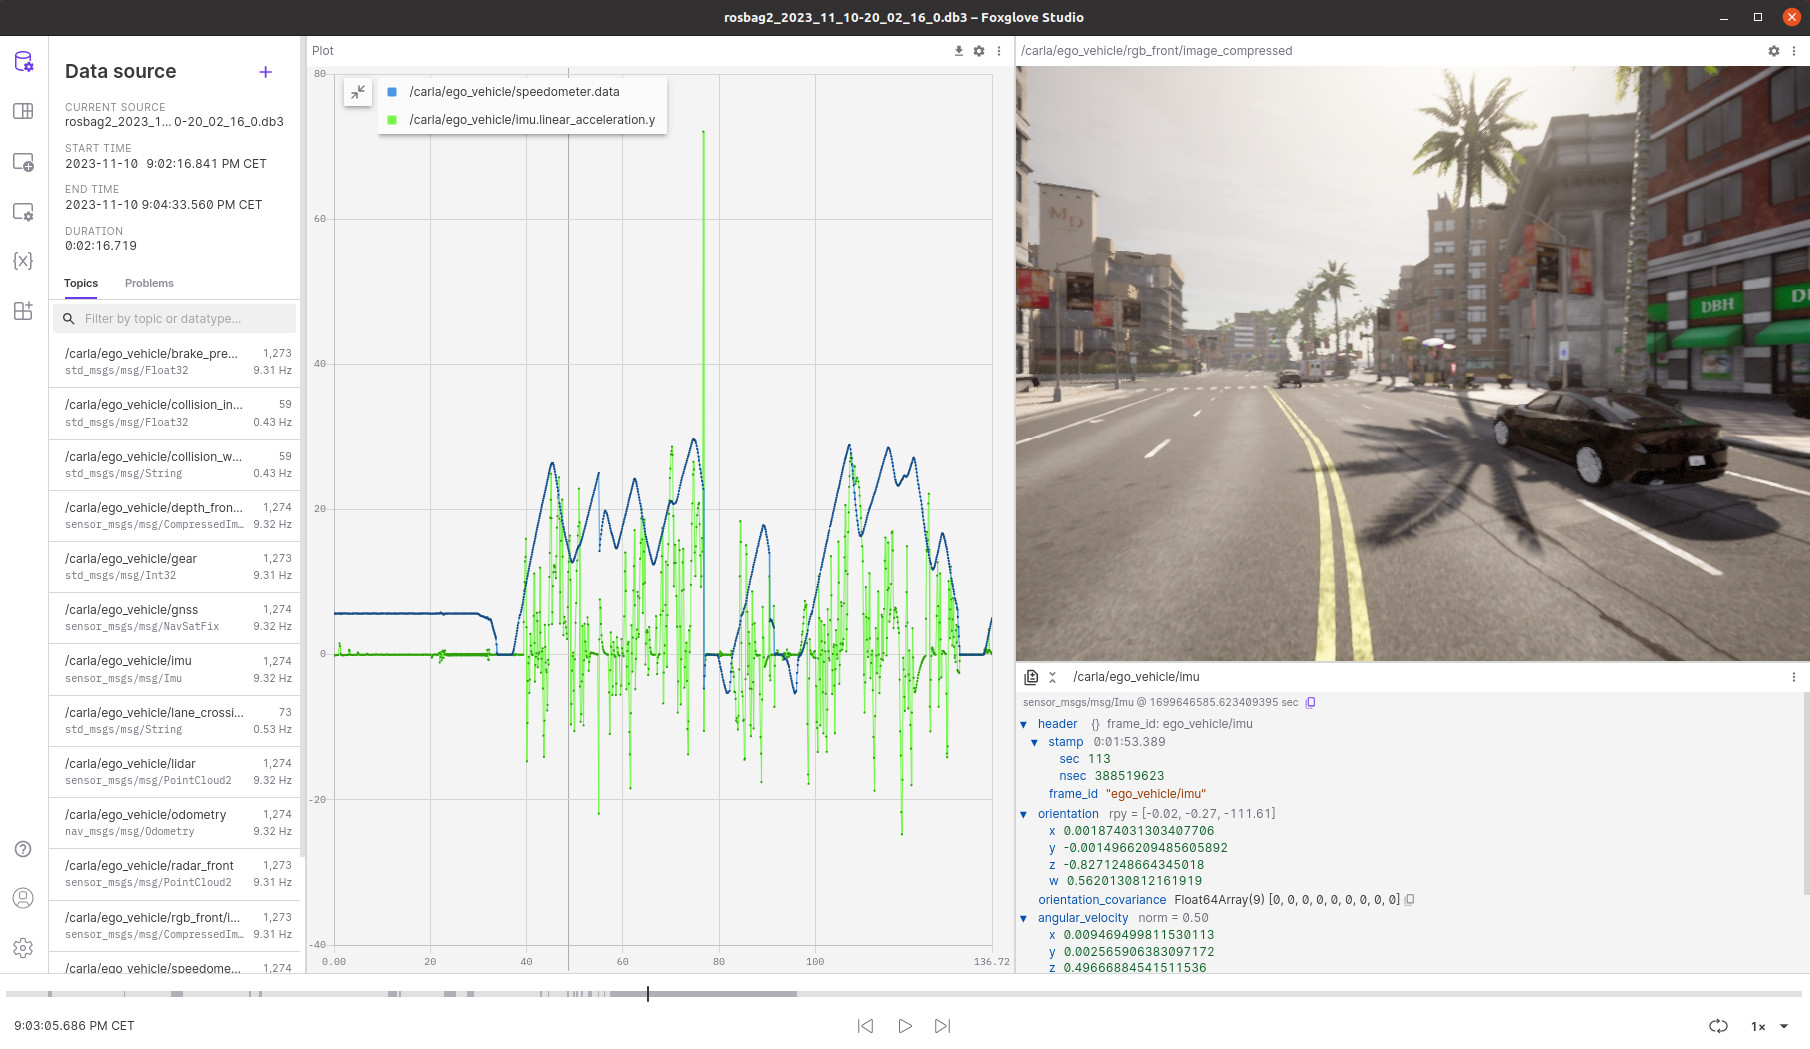 rosbag2_2023_11_10-20_02_16_0.db3 – Foxglove Studio
Data source
CURRENT SOURCE
rosbag2_2023_1… 0-20_02_16_0.db3
START TIME
2023-11-10 9:02:16.841 PM CET
END TIME
2023-11-10 9:04:33.560 PM CET
DURATION
0:02:16.719
Topics Problems
Filter by topic or datatype…
/carla/ego_vehicle/brake_pre… 1,273
std_msgs/msg/Float32 9.31 Hz
/carla/ego_vehicle/collision_in… 59
std_msgs/msg/Float32 0.43 Hz
/carla/ego_vehicle/collision_w… 59
std_msgs/msg/String 0.43 Hz
/carla/ego_vehicle/depth_fron… 1,274
sensor_msgs/msg/CompressedIm… 9.32 Hz
/carla/ego_vehicle/gear 1,273
std_msgs/msg/Int32 9.31 Hz
/carla/ego_vehicle/gnss 1,274
sensor_msgs/msg/NavSatFix 9.32 Hz
/carla/ego_vehicle/imu 1,274
sensor_msgs/msg/Imu 9.32 Hz
/carla/ego_vehicle/lane_crossi… 73
std_msgs/msg/String 0.53 Hz
/carla/ego_vehicle/lidar 1,274
sensor_msgs/msg/PointCloud2 9.32 Hz
/carla/ego_vehicle/odometry 1,274
nav_msgs/msg/Odometry 9.32 Hz
/carla/ego_vehicle/radar_front 1,273
sensor_msgs/msg/PointCloud2 9.31 Hz
/carla/ego_vehicle/rgb_front/i… 1,273
sensor_msgs/msg/CompressedIm… 9.31 Hz
/carla/ego_vehicle/speedome… 1,274
Plot
/carla/ego_vehicle/speedometer.data
/carla/ego_vehicle/imu.linear_acceleration.y
80
60
40
20
0
-20
-40
0.00 20 40 60 80 100 136.72
/carla/ego_vehicle/rgb_front/image_compressed
MD
DBH
/carla/ego_vehicle/imu
sensor_msgs/msg/Imu @ 1699646585.623409395 sec
header {} frame_id: ego_vehicle/imu
stamp 0:01:53.389
sec 113
nsec 388519623
frame_id "ego_vehicle/imu"
orientation rpy = [-0.02, -0.27, -111.61]
x 0.001874031303407706
y -0.0014966209485605892
z -0.8271248664345018
w 0.5620130812161919
orientation_covariance Float64Array(9) [0, 0, 0, 0, 0, 0, 0, 0, 0]
angular_velocity norm = 0.50
x 0.009469499811530113
y 0.002565906383097172
z 0.49666884541511536
9:03:05.686 PM CET
1×